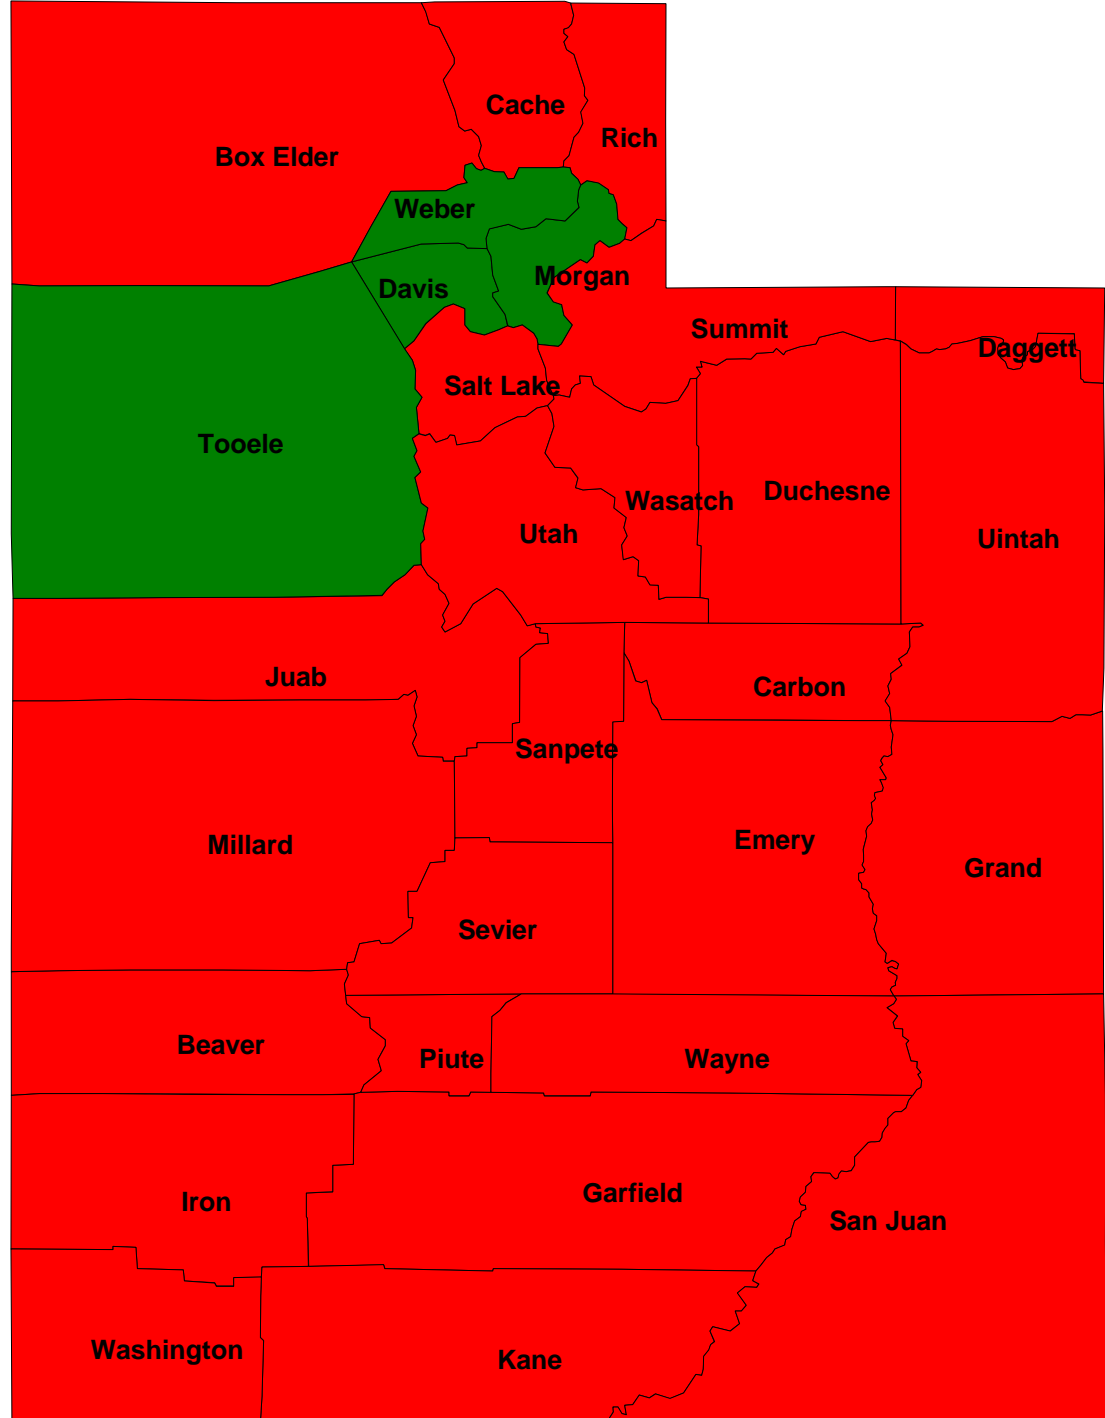 Cache
Rich
Box Elder
Weber
Morgan
Davis
Summit
Daggett
Salt Lake
Tooele
Duchesne
Wasatch
Utah
Uintah
Juab
Carbon
Sanpete
Millard
Emery
Grand
Sevier
Beaver
Piute
Wayne
Iron
Garfield
San Juan
Washington
Kane